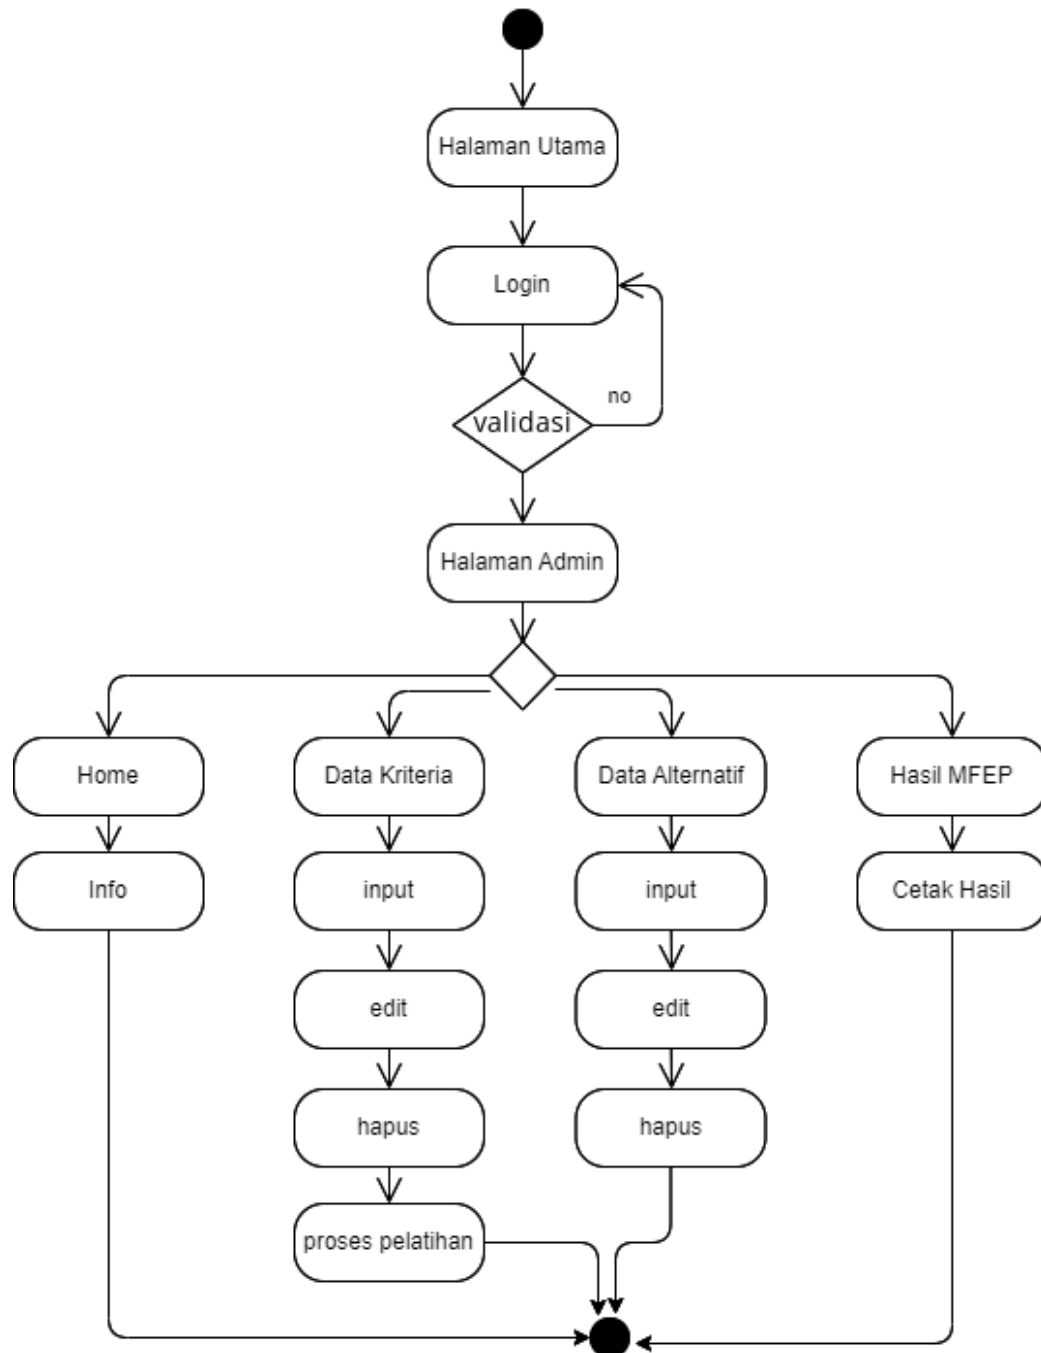 Halaman Utama
Login
no
validasi
Halaman Admin
Home
Data Kriteria
Data Alternatif
Hasil MFEP
Info
input
input
Cetak Hasil
edit
edit
hapus
hapus
proses pelatihan